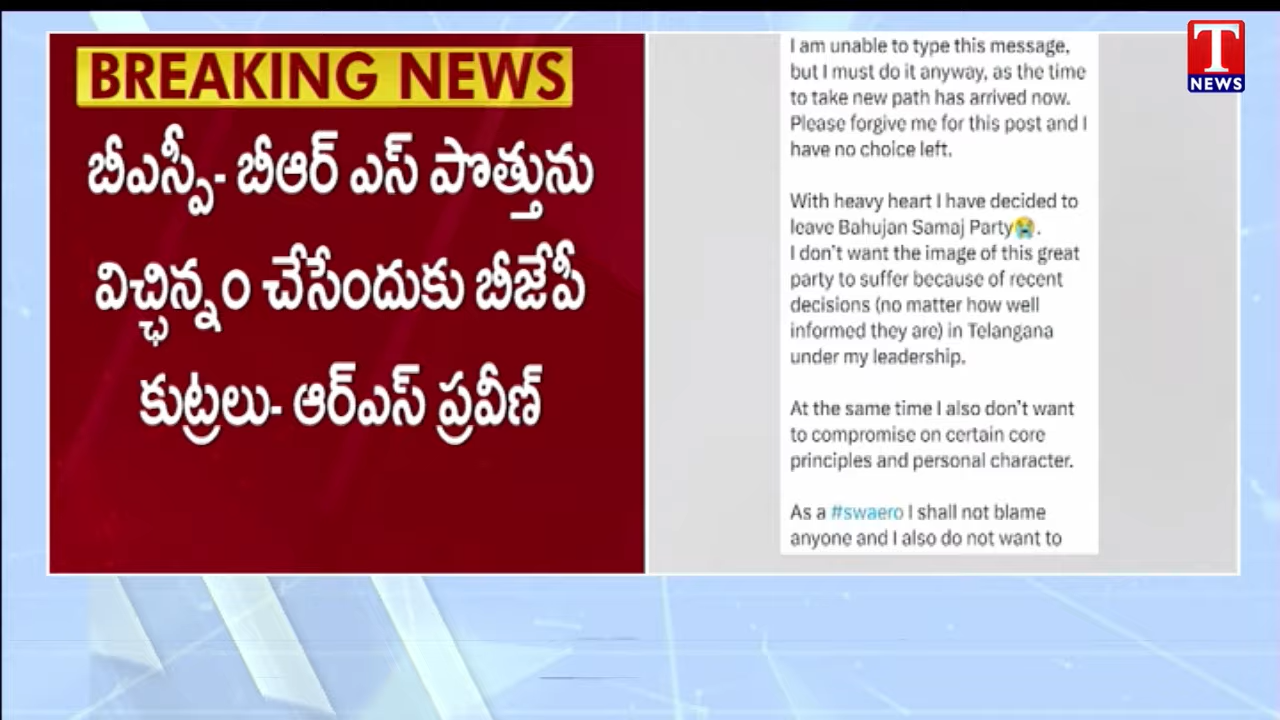 BREAKING NEWS
బీఎస్పీ- బీఆర్ ఎస్ పొత్తును
విచ్ఛిన్నం చేసేందుకు బీజేపీ
కుట్రలు- ఆర్ఎస్ ప్రవీణ్
I am unable to type this message,
but I must do it anyway, as the time
to take new path has arrived now.
Please forgive me for this post and I
have no choice left.
With heavy heart I have decided to
leave Bahujan Samaj Party😭.
I don't want the image of this great
party to suffer because of recent
decisions (no matter how well
informed they are) in Telangana
under my leadership.
At the same time I also don't want
to compromise on certain core
principles and personal character.
As a #swaero I shall not blame
anyone and I also do not want to
T
NEWS